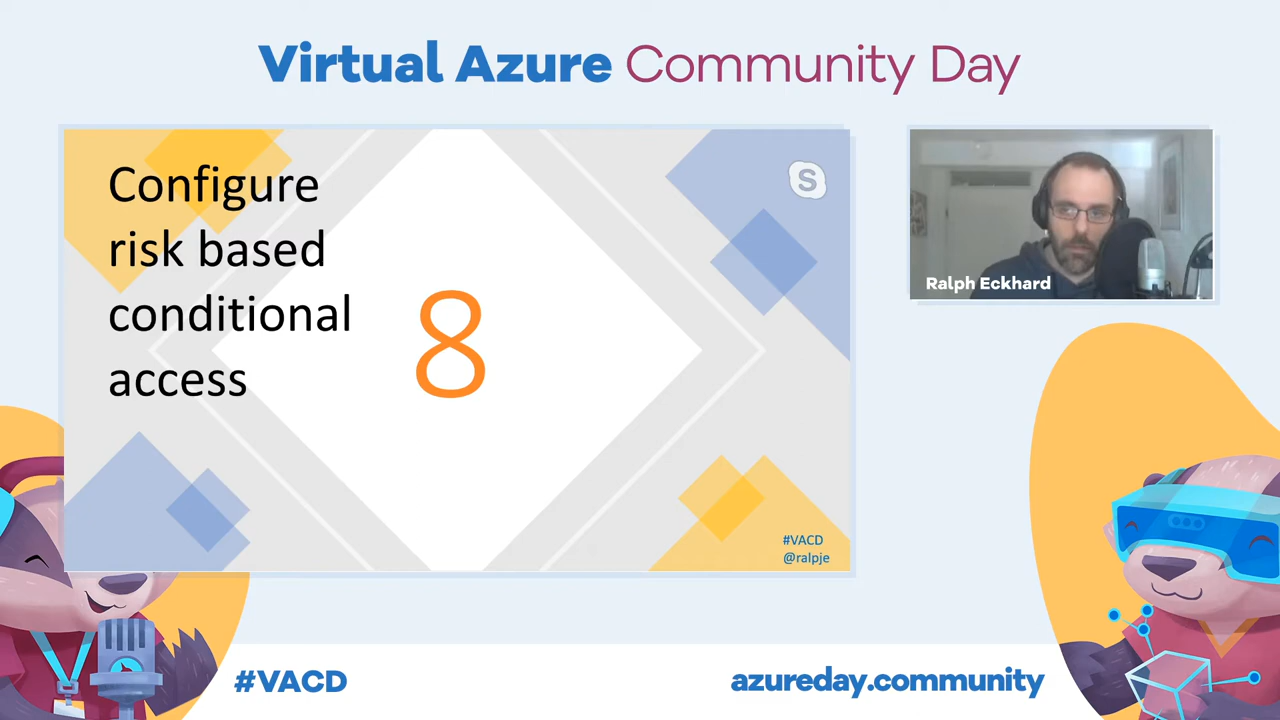 Virtual Azure Community Day
Configure
risk based
conditional
access
8
S
#VACD
@ralpje
Ralph Eckhard
#VACD
azureday.community